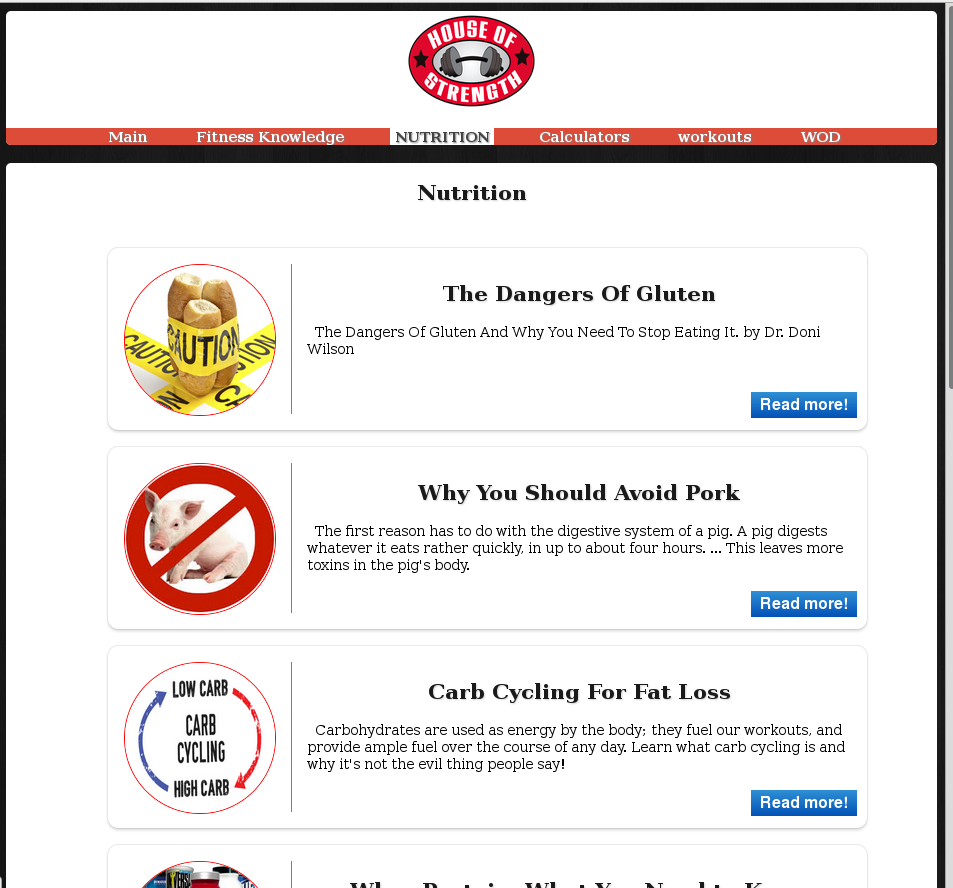 HOUSE OF
STRENGTH
Main Fitness Knowledge NUTRITION Calculators workouts WOD
Nutrition
CAUTION
CAUTIO
TION
The Dangers Of Gluten
The Dangers Of Gluten And Why You Need To Stop Eating It. by Dr. Doni
Wilson
Read more!
Why You Should Avoid Pork
The first reason has to do with the digestive system of a pig. A pig digests
whatever it eats rather quickly, in up to about four hours. ... This leaves more
toxins in the pig's body.
Read more!
LOW CARB
CARB
CYCLING
HIGH CARB
Carb Cycling For Fat Loss
Carbohydrates are used as energy by the body; they fuel our workouts, and
provide ample fuel over the course of any day. Learn what carb cycling is and
why it's not the evil thing people say!
Read more!